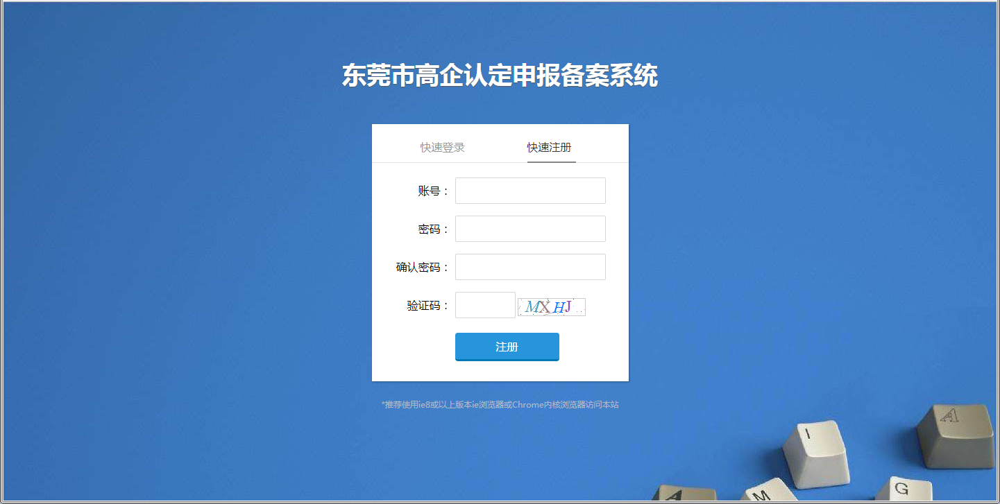 东莞市高企认定申报备案系统
快速登录 快速注册
账号：
密码：
确认密码：
验证码： MXHJ
注册
*推荐使用ie8或以上版本ie浏览器或Chrome内核浏览器访问本站
A
I
A M G